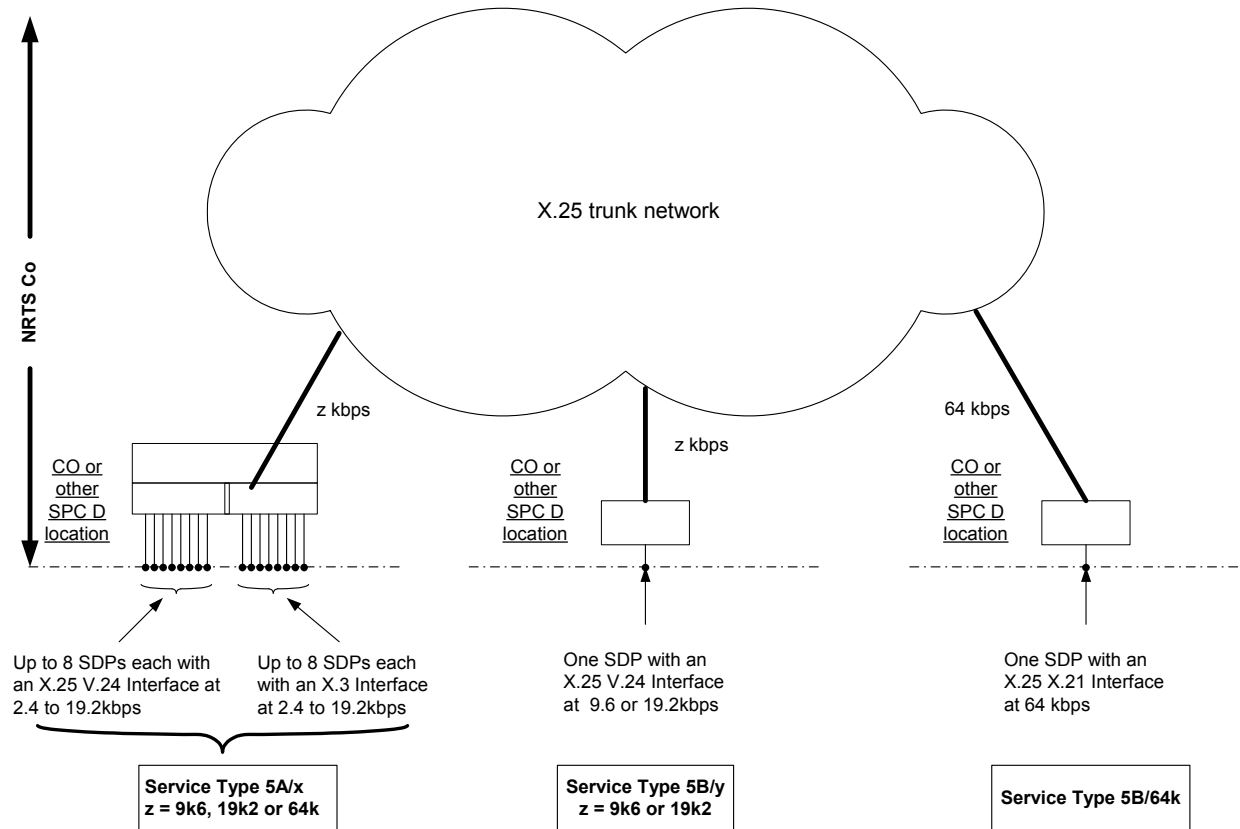 X.25 trunk network
NRTS Co
z kbps
z kbps
64 kbps
CO or
other
SPC D
location
CO or
other
SPC D
location
CO or
other
SPC D
location
Up to 8 SDPs each with
an X.25 V.24 Interface at
2.4 to 19.2kbps
Up to 8 SDPs each
with an X.3 Interface
at 2.4 to 19.2kbps
One SDP with an
X.25 V.24 Interface
at 9.6 or 19.2kbps
One SDP with an
X.25 X.21 Interface
at 64 kbps
Service Type 5A/x
z = 9k6, 19k2 or 64k
Service Type 5B/y
z = 9k6 or 19k2
Service Type 5B/64k